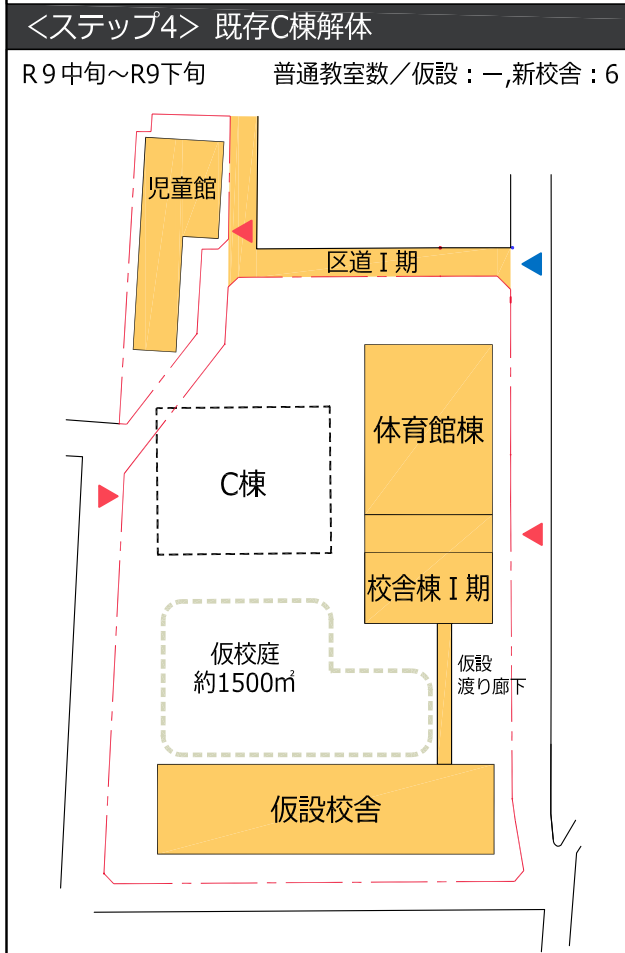 ＜ステップ4＞ 既存C棟解体
R９中旬～R9下旬　普通教室数／仮設：ー,新校舎：6
児童館
区道Ｉ期
体育館棟
C棟
校舎棟Ｉ期
仮校庭
約1500㎡
仮設
渡り廊下
仮設校舎